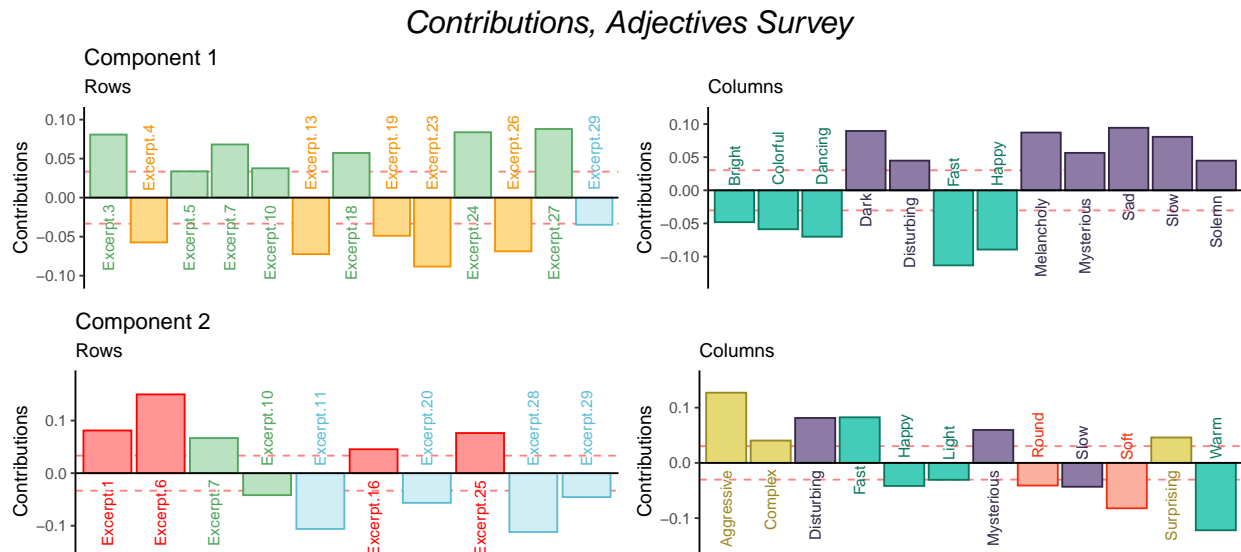 Contributions, Adjectives Survey
Component 1
Rows
Contributions
0.10
0.05
0.00
−0.05
−0.10
Excerpt.3
Excerpt.4
Excerpt.5
Excerpt.7
Excerpt.10
Excerpt.13
Excerpt.18
Excerpt.19
Excerpt.23
Excerpt.24
Excerpt.26
Excerpt.27
Excerpt.29
Columns
Contributions
0.10
0.05
0.00
−0.05
−0.10
Bright
Colorful
Dancing
Dark
Disturbing
Fast
Happy
Melancholy
Mysterious
Sad
Slow
Solemn
Component 2
Rows
Contributions
0.1
0.0
−0.1
Excerpt.1
Excerpt.6
Excerpt.7
Excerpt.10
Excerpt.11
Excerpt.16
Excerpt.20
Excerpt.25
Excerpt.28
Excerpt.29
Columns
Contributions
0.1
0.0
−0.1
Aggressive
Complex
Disturbing
Fast
Happy
Light
Mysterious
Round
Slow
Soft
Surprising
Warm